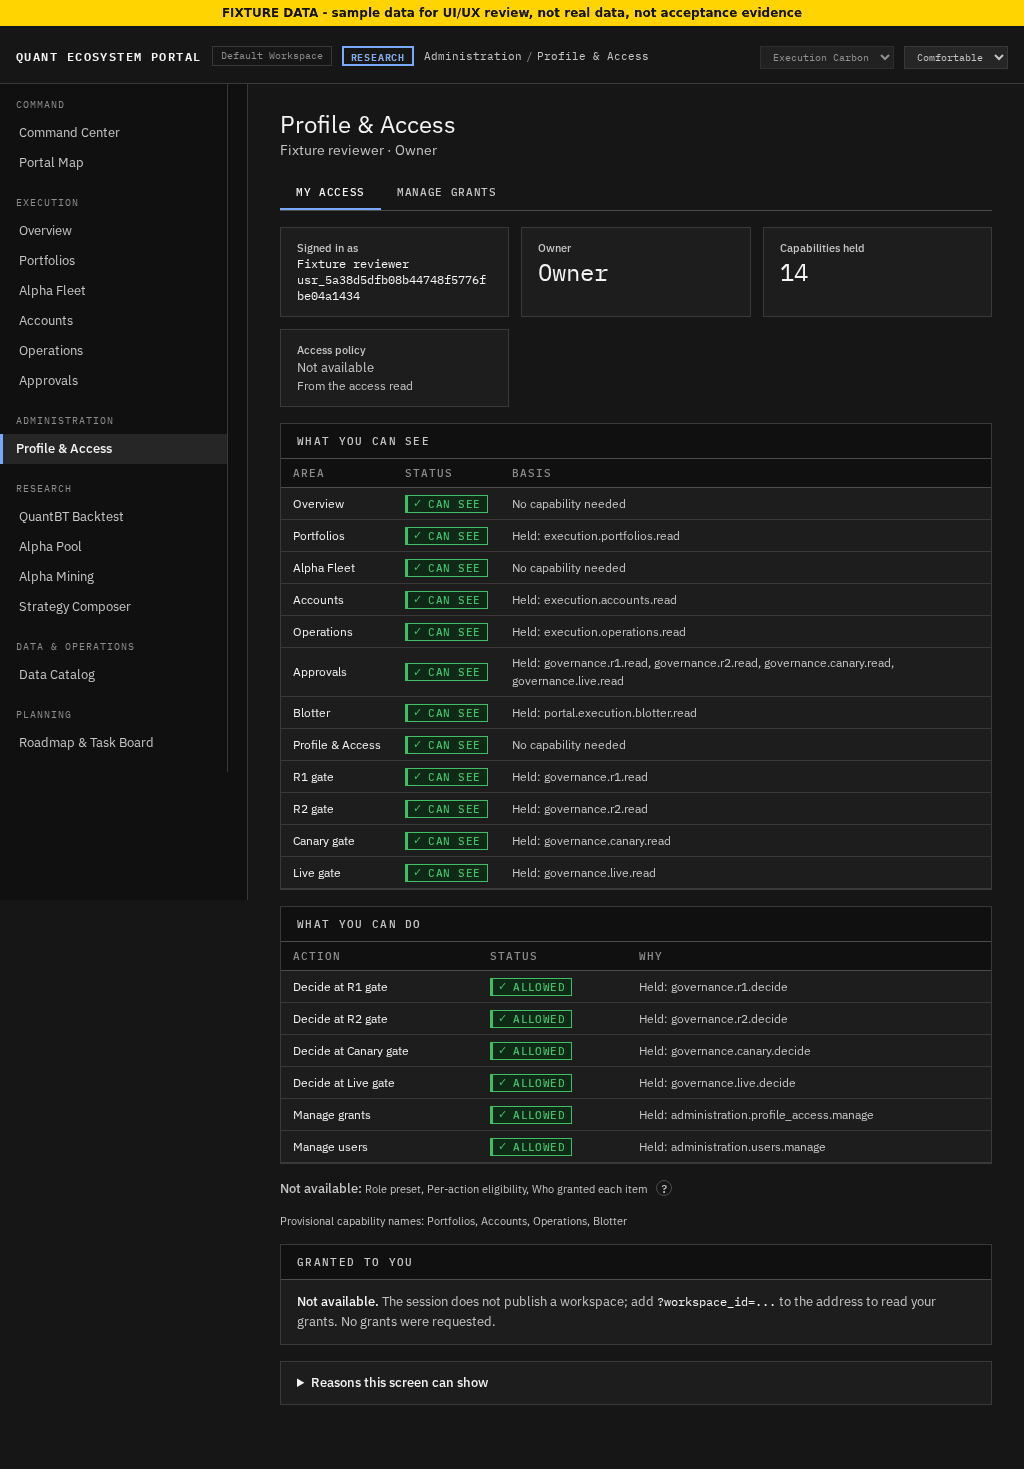 FIXTURE DATA - sample data for UI/UX review, not real data, not acceptance evidence
QUANT ECOSYSTEM PORTAL
Default Workspace
RESEARCH
Administration / Profile & Access
Execution Carbon
Comfortable
COMMAND
Command Center
Portal Map
EXECUTION
Overview
Portfolios
Alpha Fleet
Accounts
Operations
Approvals
ADMINISTRATION
Profile & Access
RESEARCH
QuantBT Backtest
Alpha Pool
Alpha Mining
Strategy Composer
DATA & OPERATIONS
Data Catalog
PLANNING
Roadmap & Task Board
Profile & Access
Fixture reviewer · Owner
MY ACCESS
MANAGE GRANTS
Signed in as
Fixture reviewer
usr_5a38d5dfb08b44748f5776f
be04a1434
Owner
Owner
Capabilities held
14
Access policy
Not available
From the access read
WHAT YOU CAN SEE
AREA STATUS BASIS
Overview ✓ CAN SEE No capability needed
Portfolios ✓ CAN SEE Held: execution.portfolios.read
Alpha Fleet ✓ CAN SEE No capability needed
Accounts ✓ CAN SEE Held: execution.accounts.read
Operations ✓ CAN SEE Held: execution.operations.read
Approvals ✓ CAN SEE Held: governance.r1.read, governance.r2.read, governance.canary.read,
governance.live.read
Blotter ✓ CAN SEE Held: portal.execution.blotter.read
Profile & Access ✓ CAN SEE No capability needed
R1 gate ✓ CAN SEE Held: governance.r1.read
R2 gate ✓ CAN SEE Held: governance.r2.read
Canary gate ✓ CAN SEE Held: governance.canary.read
Live gate ✓ CAN SEE Held: governance.live.read
WHAT YOU CAN DO
ACTION STATUS WHY
Decide at R1 gate ✓ ALLOWED Held: governance.r1.decide
Decide at R2 gate ✓ ALLOWED Held: governance.r2.decide
Decide at Canary gate ✓ ALLOWED Held: governance.canary.decide
Decide at Live gate ✓ ALLOWED Held: governance.live.decide
Manage grants ✓ ALLOWED Held: administration.profile_access.manage
Manage users ✓ ALLOWED Held: administration.users.manage
Not available: Role preset, Per-action eligibility, Who granted each item ?
Provisional capability names: Portfolios, Accounts, Operations, Blotter
GRANTED TO YOU
Not available. The session does not publish a workspace; add ?workspace_id=... to the address to read your
grants. No grants were requested.
▶ Reasons this screen can show